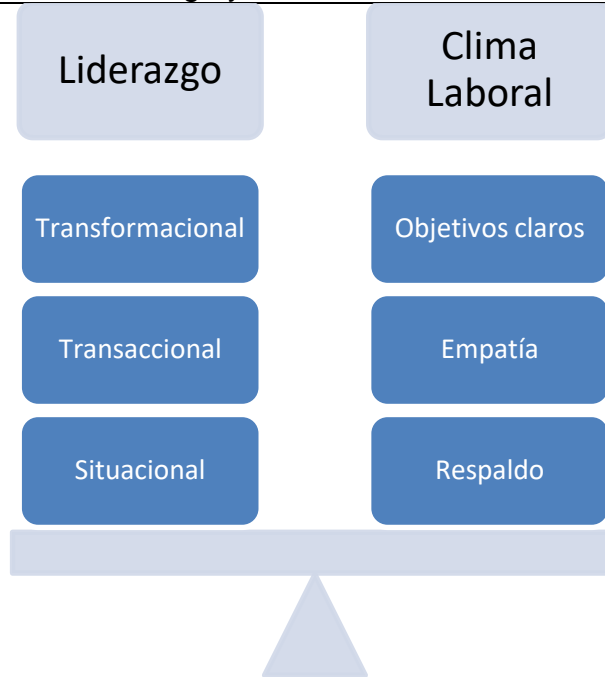 Liderazgo
Clima
Laboral
Transformacional
Objetivos claros
Transaccional
Empatía
Situacional
Respaldo